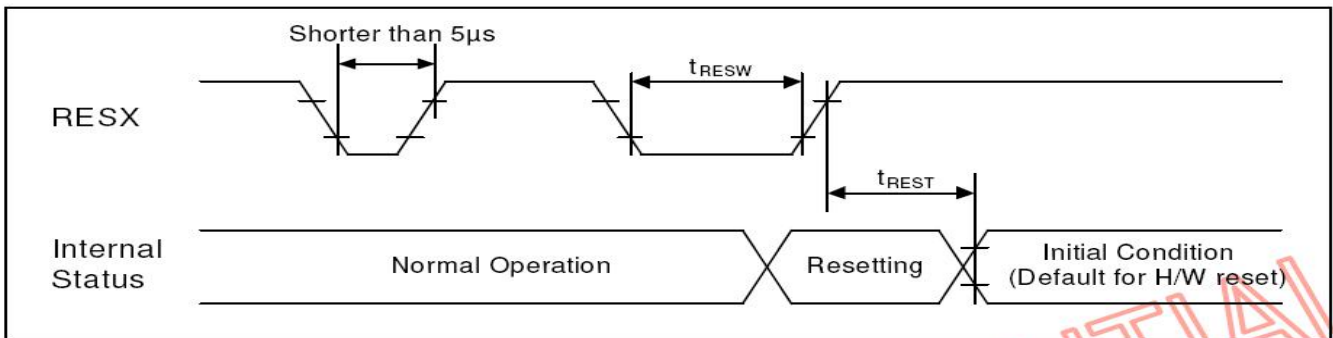 Shorter than 5µs
tRESW
RESX
tREST
Internal
Status
Normal Operation
Resetting
Initial Condition
(Default for H/W reset)